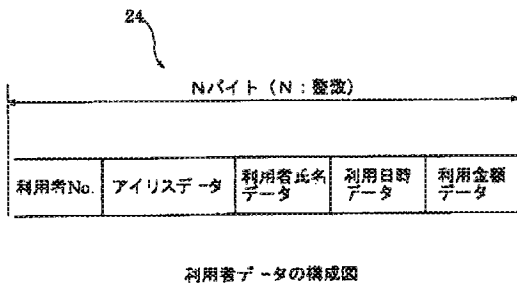 24
Nバイト (N:整数)
利用者No.
アイリスデータ
利用者氏名
データ
利用日時
データ
利用金額
データ
利用者データの構成図